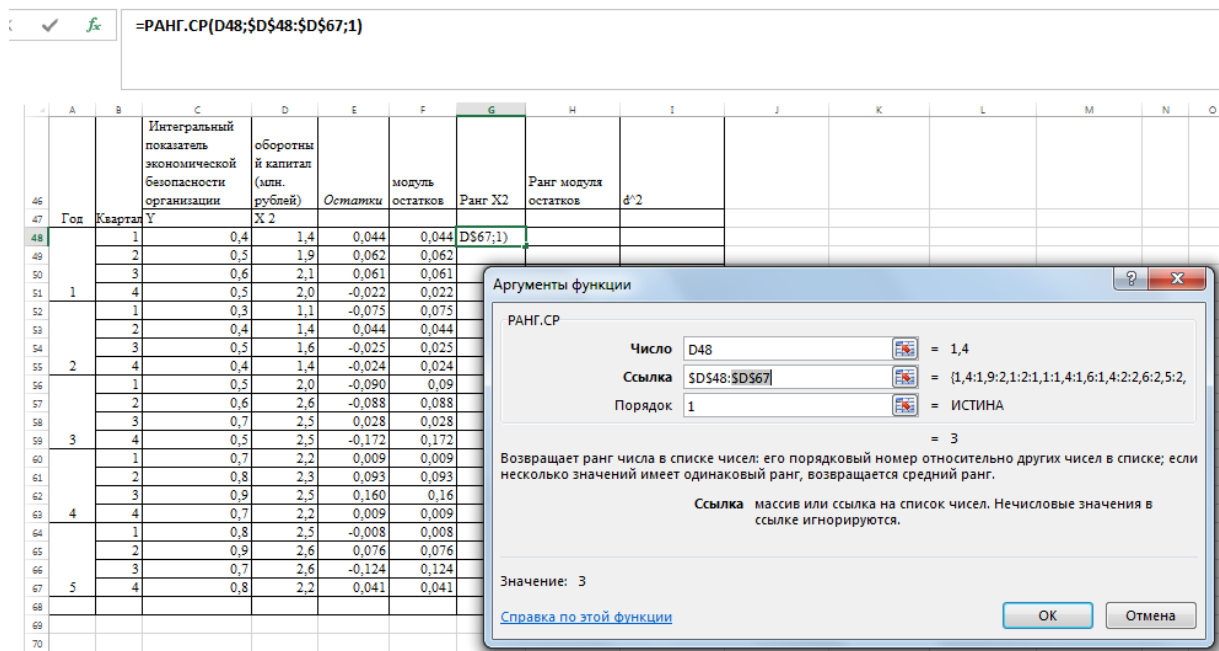 fx =РАНГ.СР(D48;$D$48:$D$67;1)
A B C D E F G H I J K L M N O
46 Интегральный показатель экономической безопасности организации оборотный капитал (млн. рублей) Остатки модуль остатков Ранг X2 Ранг модуля остатков d^2
47 Год Квартал Y X 2
48 1 0,4 1,4 0,044 0,044 D$67;1)
49 2 0,5 1,9 0,062 0,062
50 3 0,6 2,1 0,061 0,061
51 1 4 0,5 2,0 -0,022 0,022
52 1 0,3 1,1 -0,075 0,075
53 2 0,4 1,4 0,044 0,044
54 3 0,5 1,6 -0,025 0,025
55 2 4 0,4 1,4 -0,024 0,024
56 1 0,5 2,0 -0,090 0,09
57 2 0,6 2,6 -0,088 0,088
58 3 0,7 2,5 0,028 0,028
59 3 4 0,5 2,5 -0,172 0,172
60 1 0,7 2,2 0,009 0,009
61 2 0,8 2,3 0,093 0,093
62 3 0,9 2,5 0,160 0,16
63 4 4 0,7 2,2 0,009 0,009
64 1 0,8 2,5 -0,008 0,008
65 2 0,9 2,6 0,076 0,076
66 3 0,7 2,6 -0,124 0,124
67 5 4 0,8 2,2 0,041 0,041
68
69
70
Аргументы функции
РАНГ.СР
Число D48 = 1,4
Ссылка $D$48:$D$67 = {1,4:1,9:2,1:2:1,1:1,4:1,6:1,4:2:2,6:2,5:2,
Порядок 1 = ИСТИНА
= 3
Возвращает ранг числа в списке чисел: его порядковый номер относительно других чисел в списке; если
несколько значений имеет одинаковый ранг, возвращается средний ранг.
Ссылка массив или ссылка на список чисел. Нечисловые значения в
ссылке игнорируются.
Значение: 3
Справка по этой функции
ОК Отмена